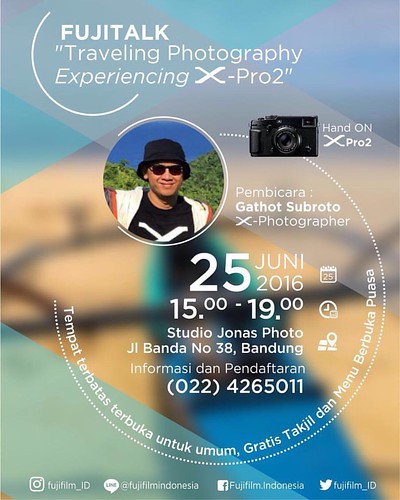 FUJITALK
"Traveling Photography
Experiencing X-Pro2"
Hand ON
X Pro2
Pembicara :
Gathot Subroto
X-Photographer
25 JUNI
2016
25
15.00 - 19.00
Studio Jonas Photo
Jl Banda No 38, Bandung
Informasi dan Pendaftaran
(022) 4265011
Tempat terbatas terbuka untuk umum, Gratis Takjil dan Menu Berbuka Puasa
fujifilm_ID
LINE
@fujifilmindonesia
Fujifilm.Indonesia
fujifilm_ID